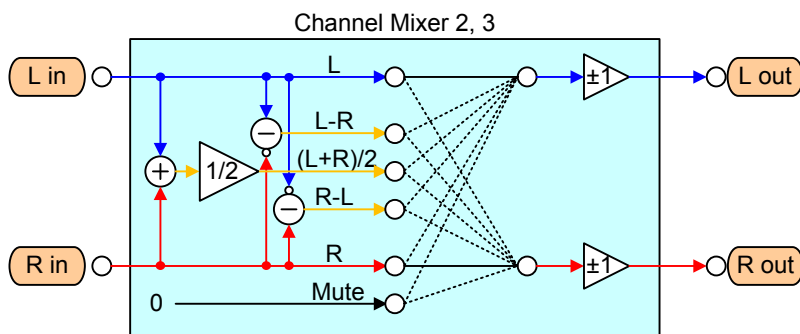 Channel Mixer 2, 3
L in
L
±1
L out
−
L-R
+
1/2
(L+R)/2
−
R-L
R in
R
±1
R out
0
Mute